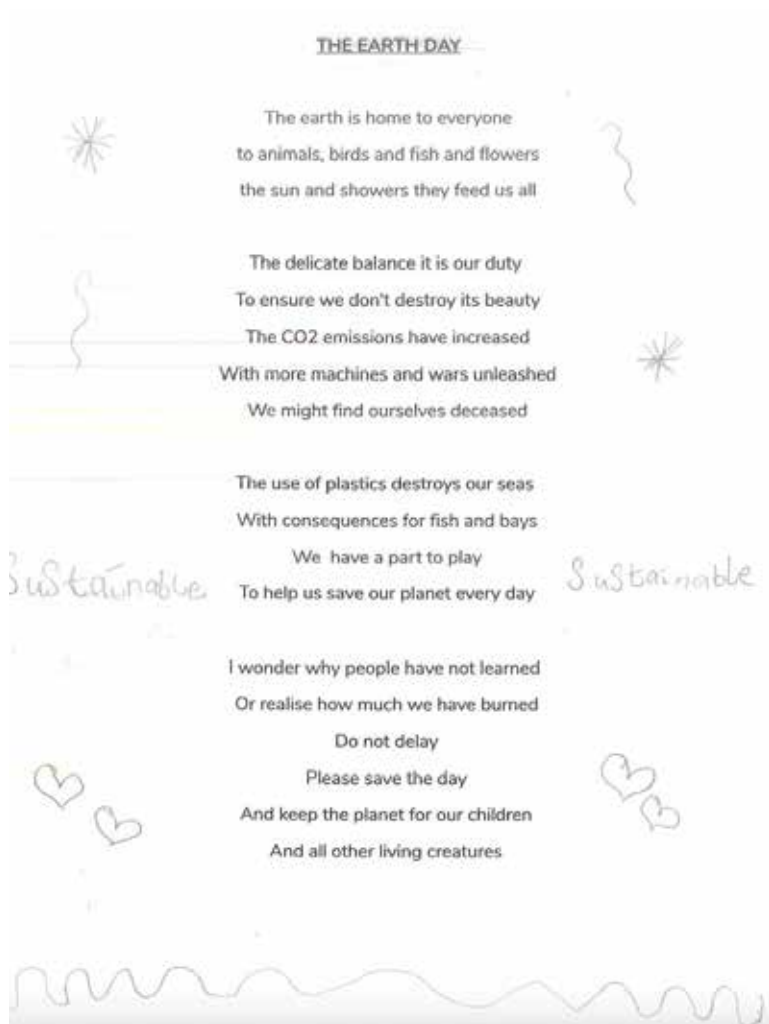 THE EARTH DAY
The earth is home to everyone
to animals, birds and fish and flowers
the sun and showers they feed us all
The delicate balance it is our duty
To ensure we don't destroy its beauty
The CO2 emissions have increased
With more machines and wars unleashed
We might find ourselves deceased
The use of plastics destroys our seas
With consequences for fish and bays
We have a part to play
Sustainable To help us save our planet every day Sustainable
I wonder why people have not learned
Or realise how much we have burned
Do not delay
Please save the day
And keep the planet for our children
And all other living creatures